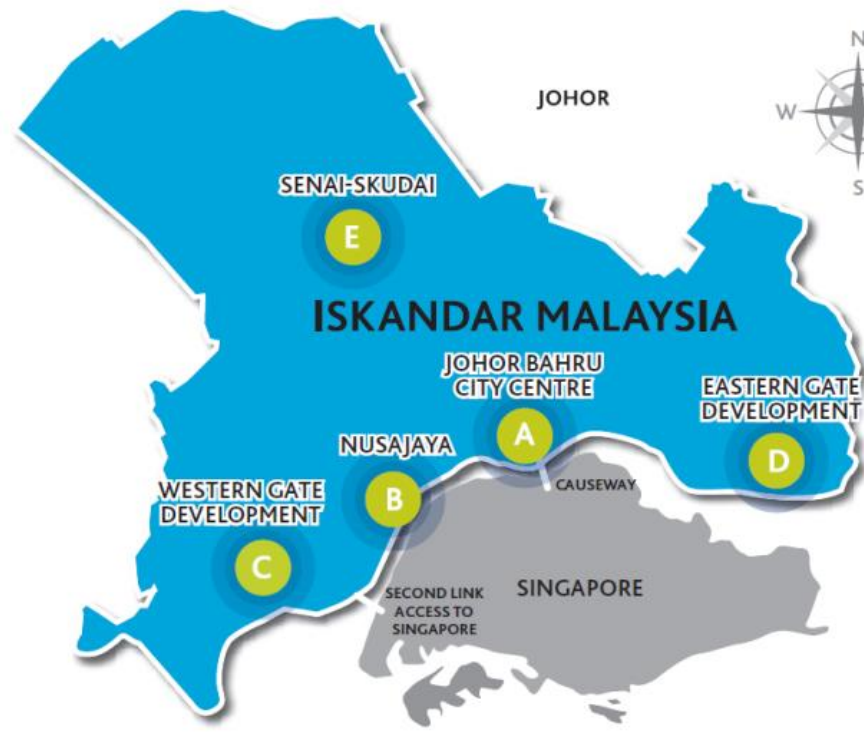 N
JOHOR
W
S
SENAI-SKUDAI
E
ISKANDAR MALAYSIA
JOHOR BAHRU
CITY CENTRE
A
EASTERN GATE
DEVELOPMENT
D
NUSAJAYA
B
CAUSEWAY
WESTERN GATE
DEVELOPMENT
C
SECOND LINK
ACCESS TO
SINGAPORE
SINGAPORE